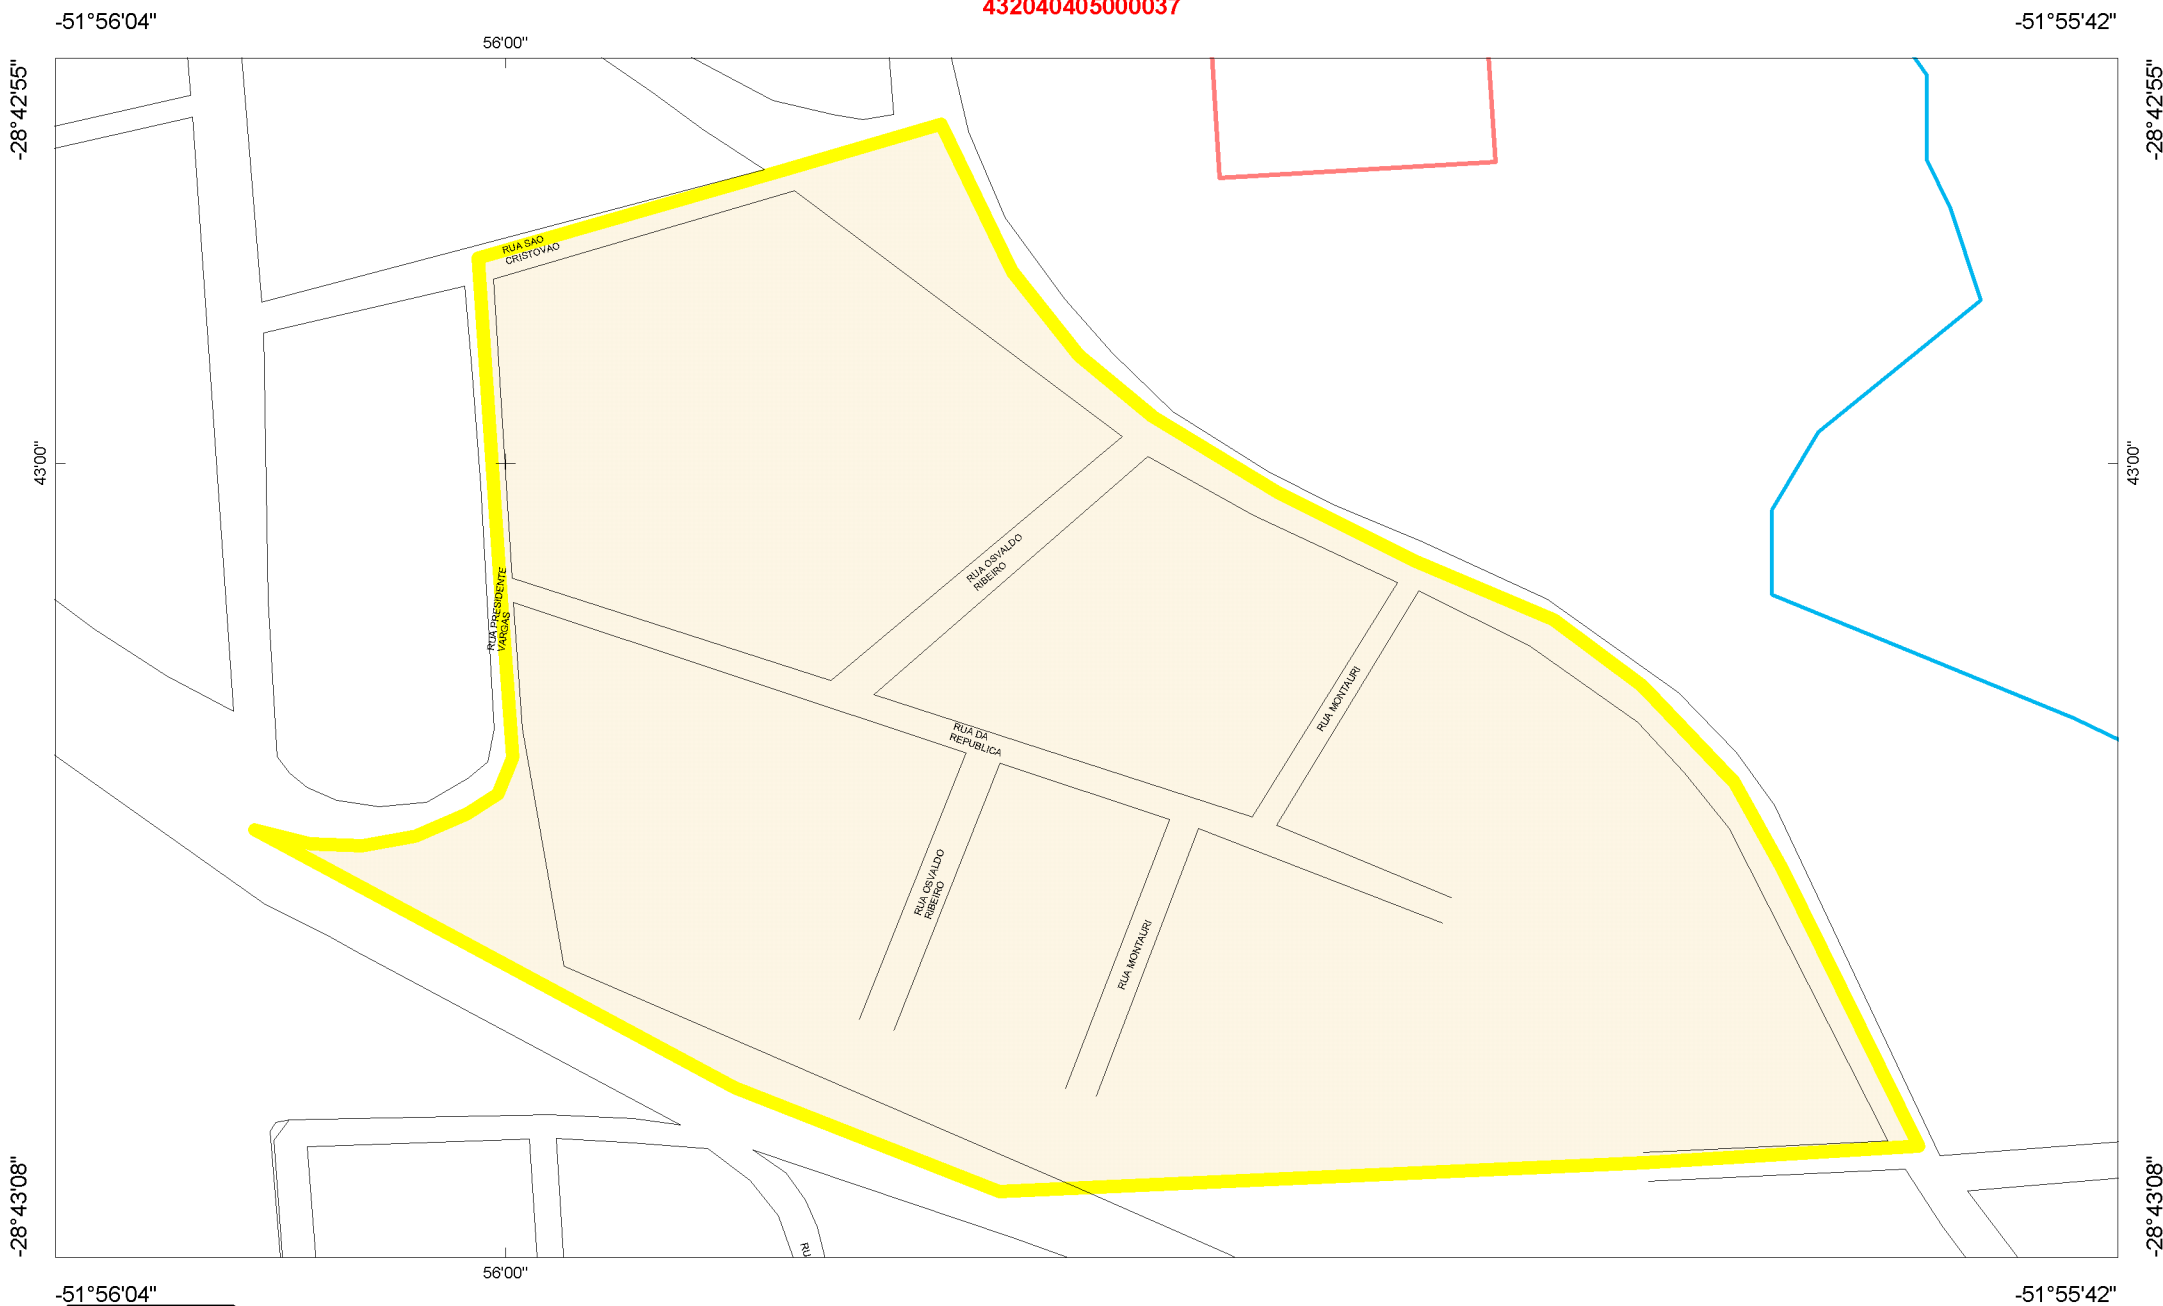 432040405000037
-51°56'04"
-51°55'42"
56'00"
-28°42'55"
-28°42'55"
RUA SAO
CRISTOVAO
43'00"
43'00"
RUA OSVALDO
RIBEIRO
RUA PRESIDENTE
VARGAS
RUA MONTAURI
RUA DA
REPUBLICA
RUA OSVALDO
RIBEIRO
RUA MONTAURI
-28°43'08"
-28°43'08"
RU
56'00"
-51°56'04"
-51°55'42"